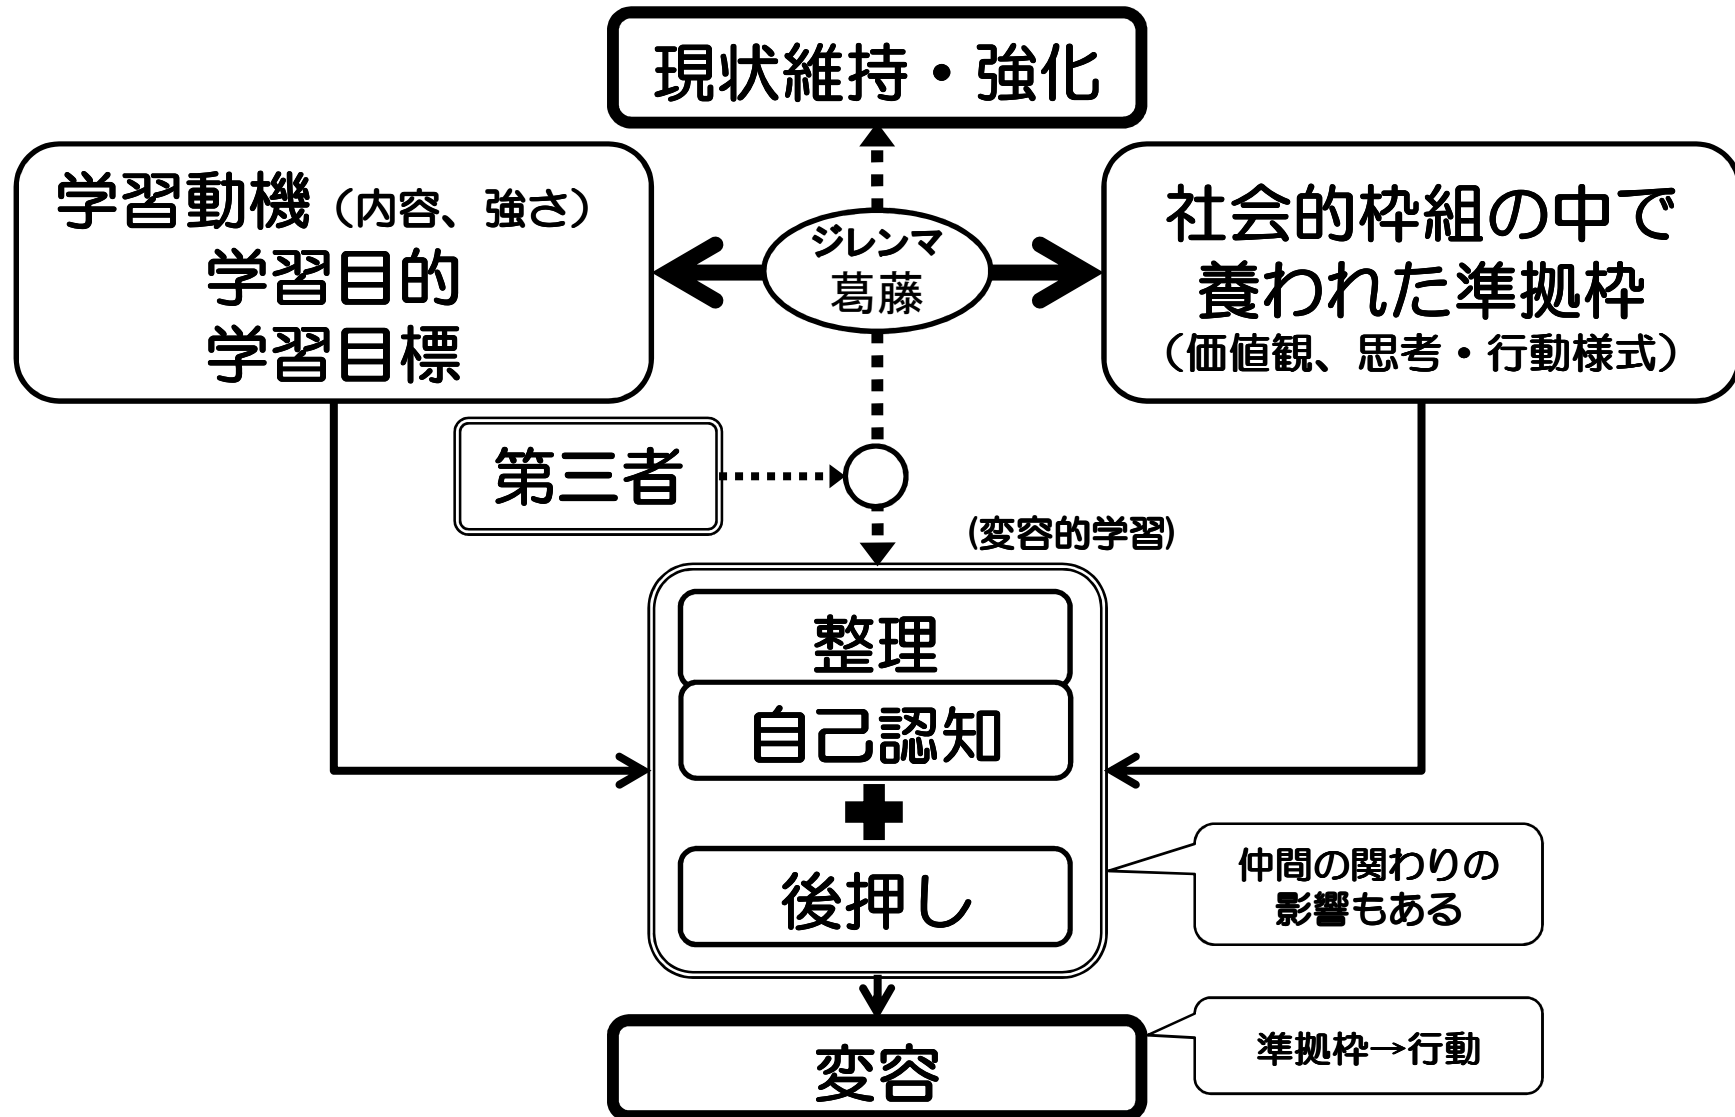 現状維持・強化
学習動機（内容、強さ）
学習目的
学習目標
ジレンマ
葛藤
社会的枠組の中で
養われた準拠枠
（価値観、思考・行動様式）
第三者
(変容的学習)
整理
自己認知
後押し
仲間の関わりの
影響もある
変容
準拠枠→行動